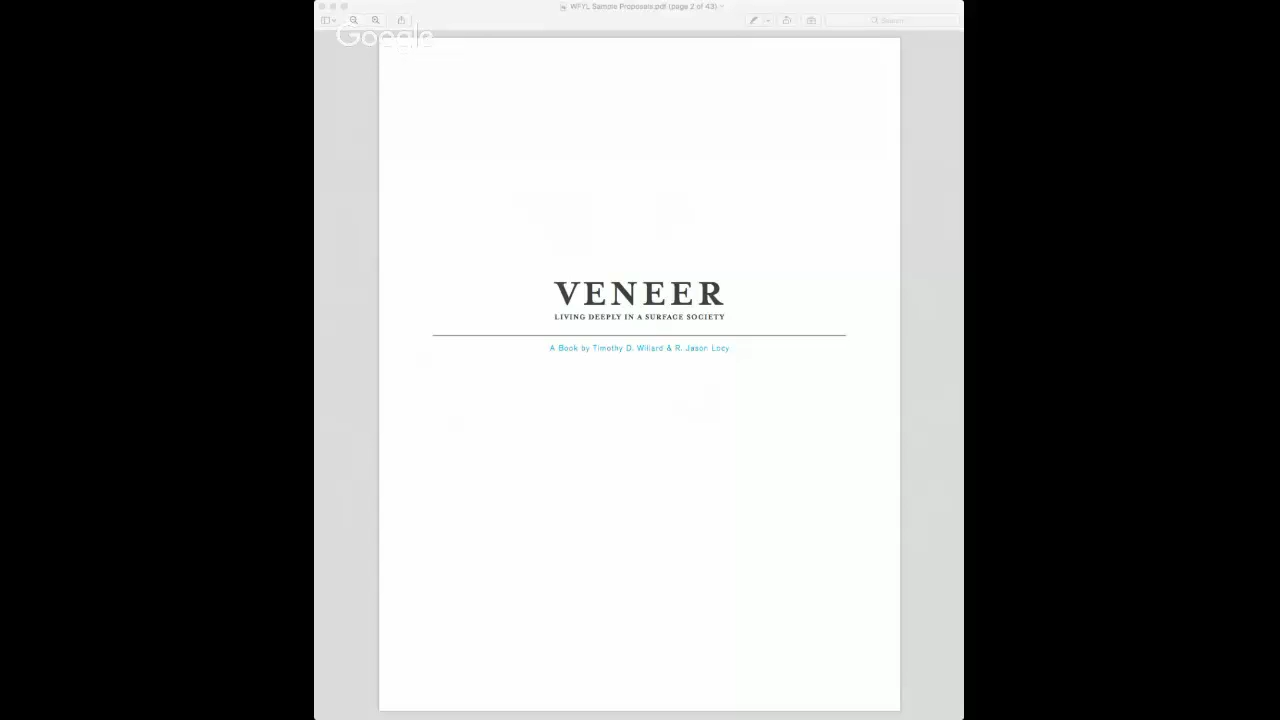 WFYL Sample Proposals.pdf (page 2 of 43)
Search
Google
VENEER
LIVING DEEPLY IN A SURFACE SOCIETY
A Book by Timothy D. Willard & R. Jason Locy